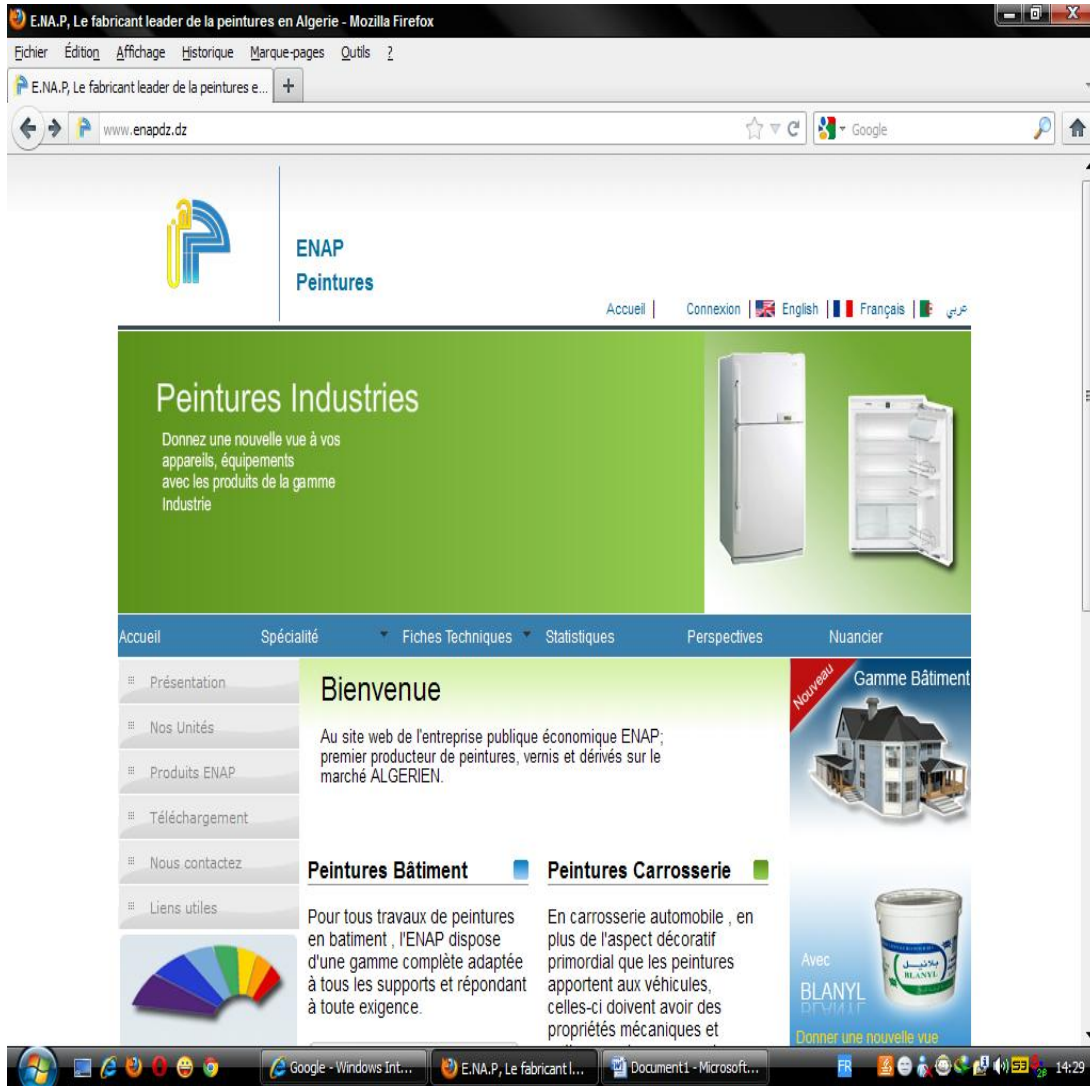 E.NA.P, Le fabricant leader de la peintures en Algerie - Mozilla Firefox
Fichier Édition Affichage Historique Marque-pages Outils ?
E.NA.P, Le fabricant leader de la peintures e... +
www.enapdz.dz Google
ENAP
Peintures
Accueil | Connexion | English | Français | عربي
Peintures Industries
Donnez une nouvelle vue à vos
appareils, équipements
avec les produits de la gamme
Industrie
Accueil Spécialité Fiches Techniques Statistiques Perspectives Nuancier
Présentation
Nos Unités
Produits ENAP
Téléchargement
Nous contactez
Liens utiles
Bienvenue
Au site web de l'entreprise publique économique ENAP;
premier producteur de peintures, vernis et dérivés sur le
marché ALGERIEN.
Peintures Bâtiment
Pour tous travaux de peintures
en batiment , l'ENAP dispose
d'une gamme complète adaptée
à tous les supports et répondant
à toute exigence.
Peintures Carrosserie
En carrosserie automobile , en
plus de l'aspect décoratif
primordial que les peintures
apportent aux véhicules,
celles-ci doivent avoir des
propriétés mécaniques et
Nouveau
Gamme Bâtiment
بلانيل
BLANYL
Avec
BLANYL
Donner une nouvelle vue
Google - Windows Int... E.NA.P, Le fabricant l... Document1 - Microsoft... FR 53 14:29